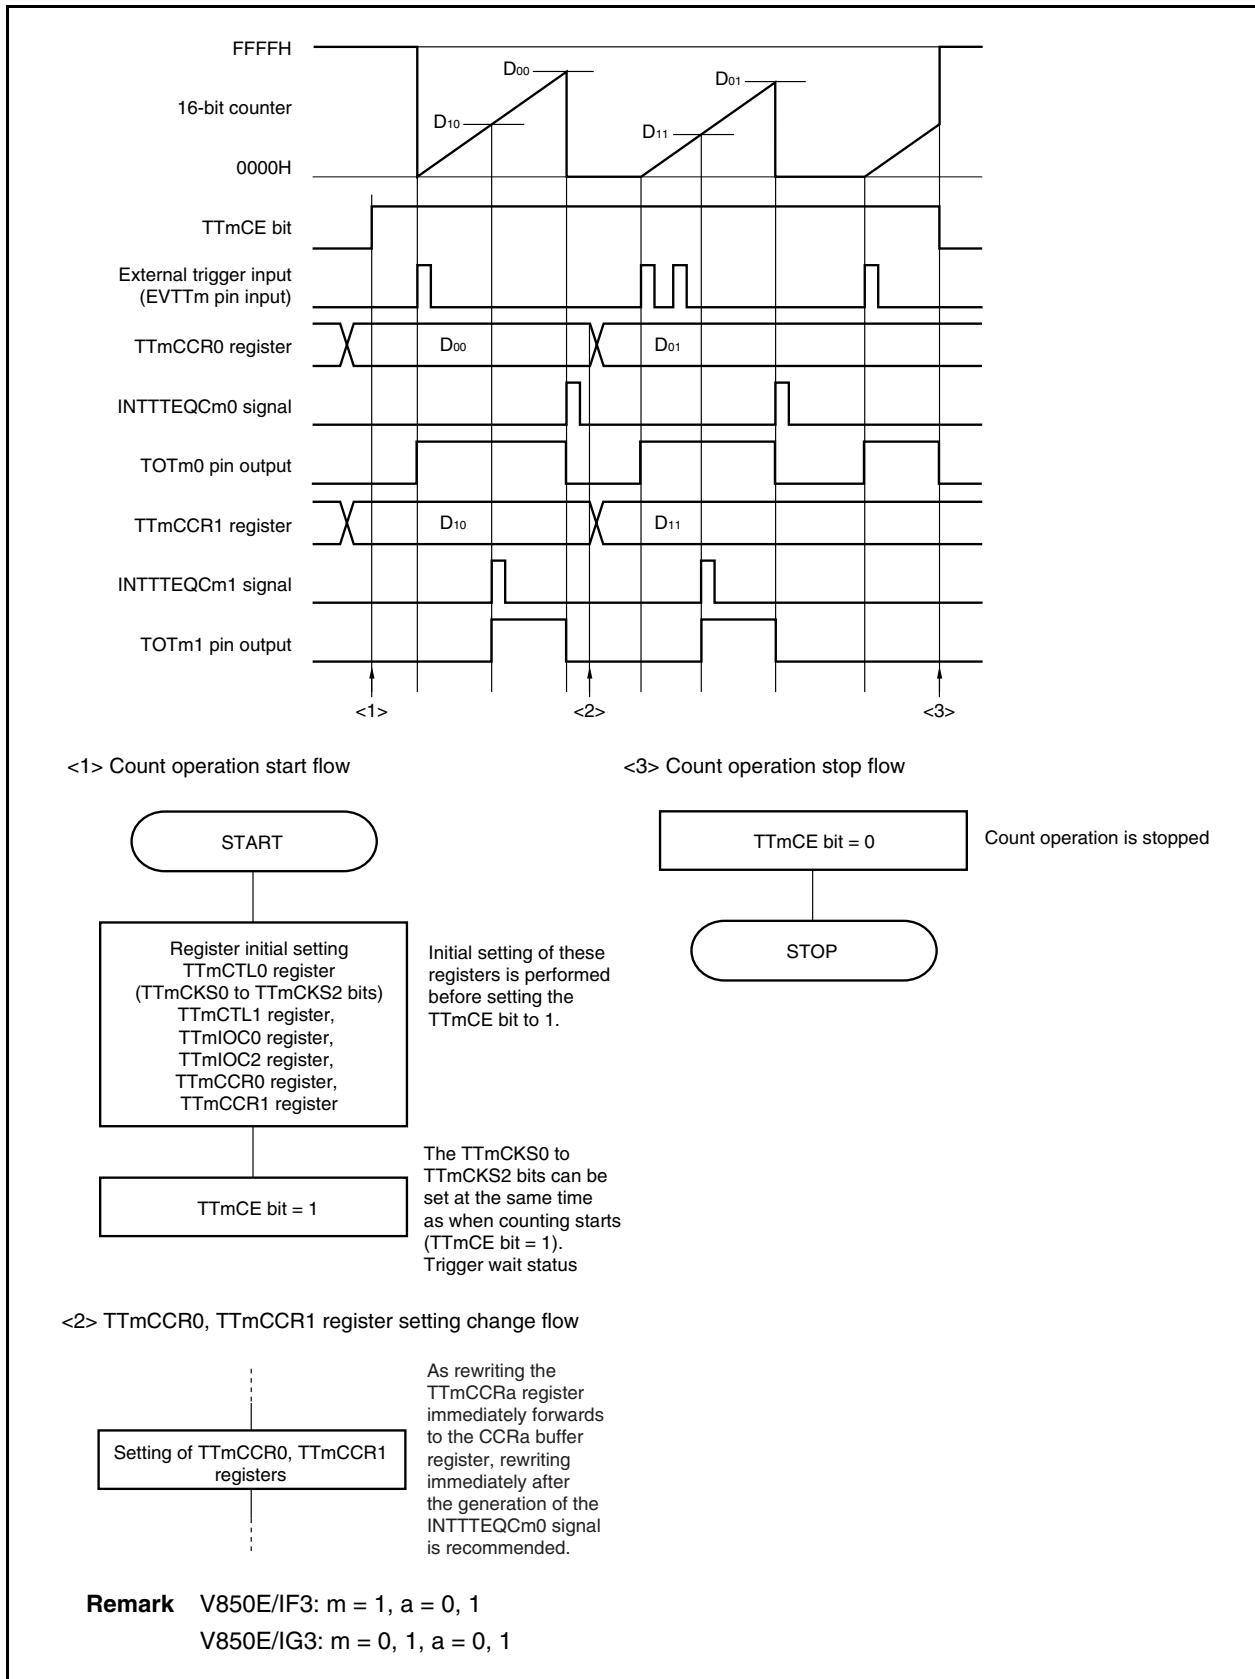 FFFFH
16-bit counter
0000H
D00
D10
D01
D11
TTmCE bit
External trigger input
(EVTTm pin input)
TTmCCR0 register
D00
D01
INTTTEQCm0 signal
TOTm0 pin output
TTmCCR1 register
D10
D11
INTTTEQCm1 signal
TOTm1 pin output
<1>
<2>
<3>
<1> Count operation start flow
START
Register initial setting
TTmCTL0 register
(TTmCKS0 to TTmCKS2 bits)
TTmCTL1 register,
TTmIOC0 register,
TTmIOC2 register,
TTmCCR0 register,
TTmCCR1 register
Initial setting of these
registers is performed
before setting the
TTmCE bit to 1.
TTmCE bit = 1
The TTmCKS0 to
TTmCKS2 bits can be
set at the same time
as when counting starts
(TTmCE bit = 1).
Trigger wait status
<3> Count operation stop flow
TTmCE bit = 0
Count operation is stopped
STOP
<2> TTmCCR0, TTmCCR1 register setting change flow
Setting of TTmCCR0, TTmCCR1
registers
As rewriting the
TTmCCRa register
immediately forwards
to the CCRa buffer
register, rewriting
immediately after
the generation of the
INTTTEQCm0 signal
is recommended.
Remark V850E/IF3: m = 1, a = 0, 1
V850E/IG3: m = 0, 1, a = 0, 1